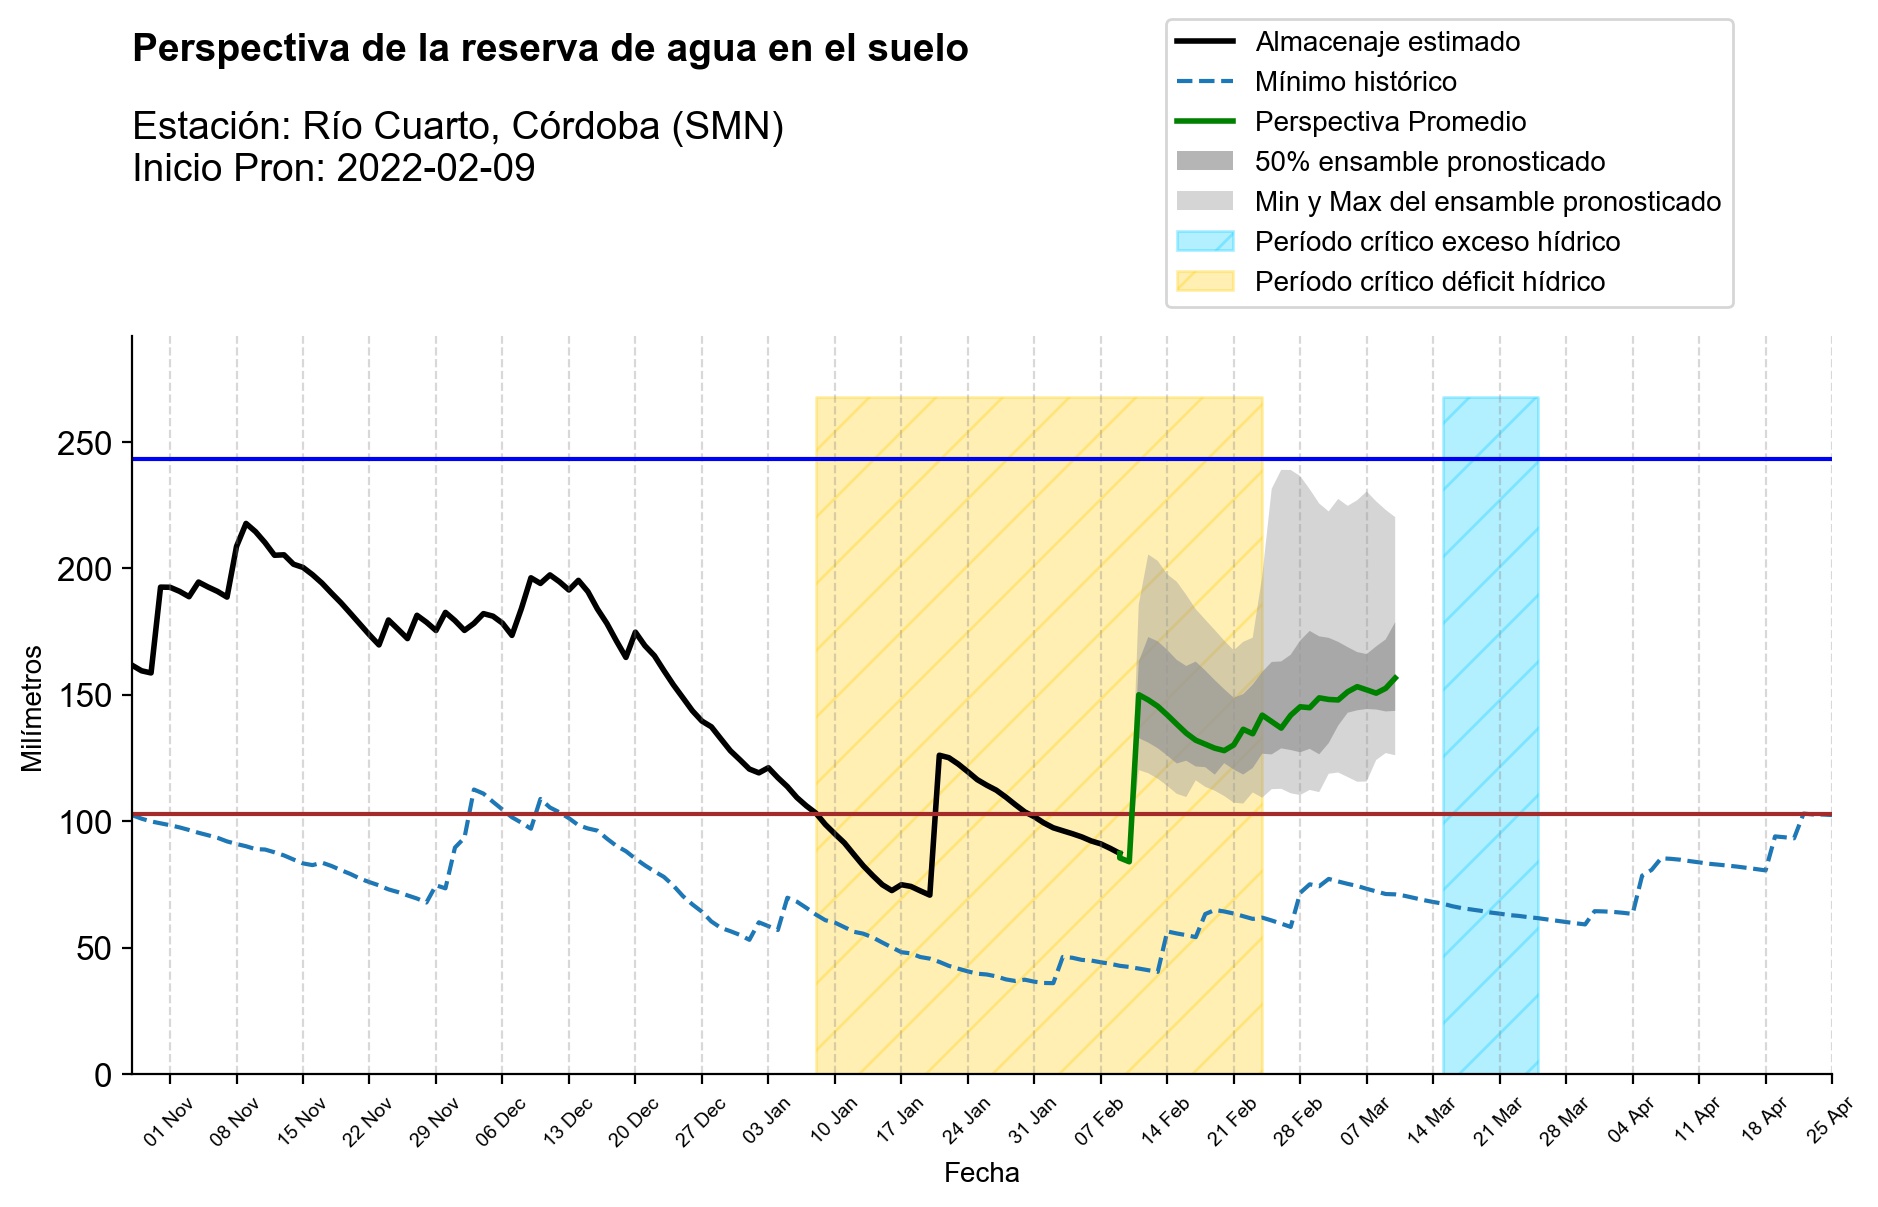 Perspectiva de la reserva de agua en el suelo
Estación: Río Cuarto, Córdoba (SMN)
Inicio Pron: 2022-02-09
Almacenaje estimado
Mínimo histórico
Perspectiva Promedio
50% ensamble pronosticado
Min y Max del ensamble pronosticado
Período crítico exceso hídrico
Período crítico déficit hídrico
Milímetros
250
200
150
100
50
0
01 Nov
08 Nov
15 Nov
22 Nov
29 Nov
06 Dec
13 Dec
20 Dec
27 Dec
03 Jan
10 Jan
17 Jan
24 Jan
31 Jan
07 Feb
14 Feb
21 Feb
28 Feb
07 Mar
14 Mar
21 Mar
28 Mar
04 Apr
11 Apr
18 Apr
25 Apr
Fecha